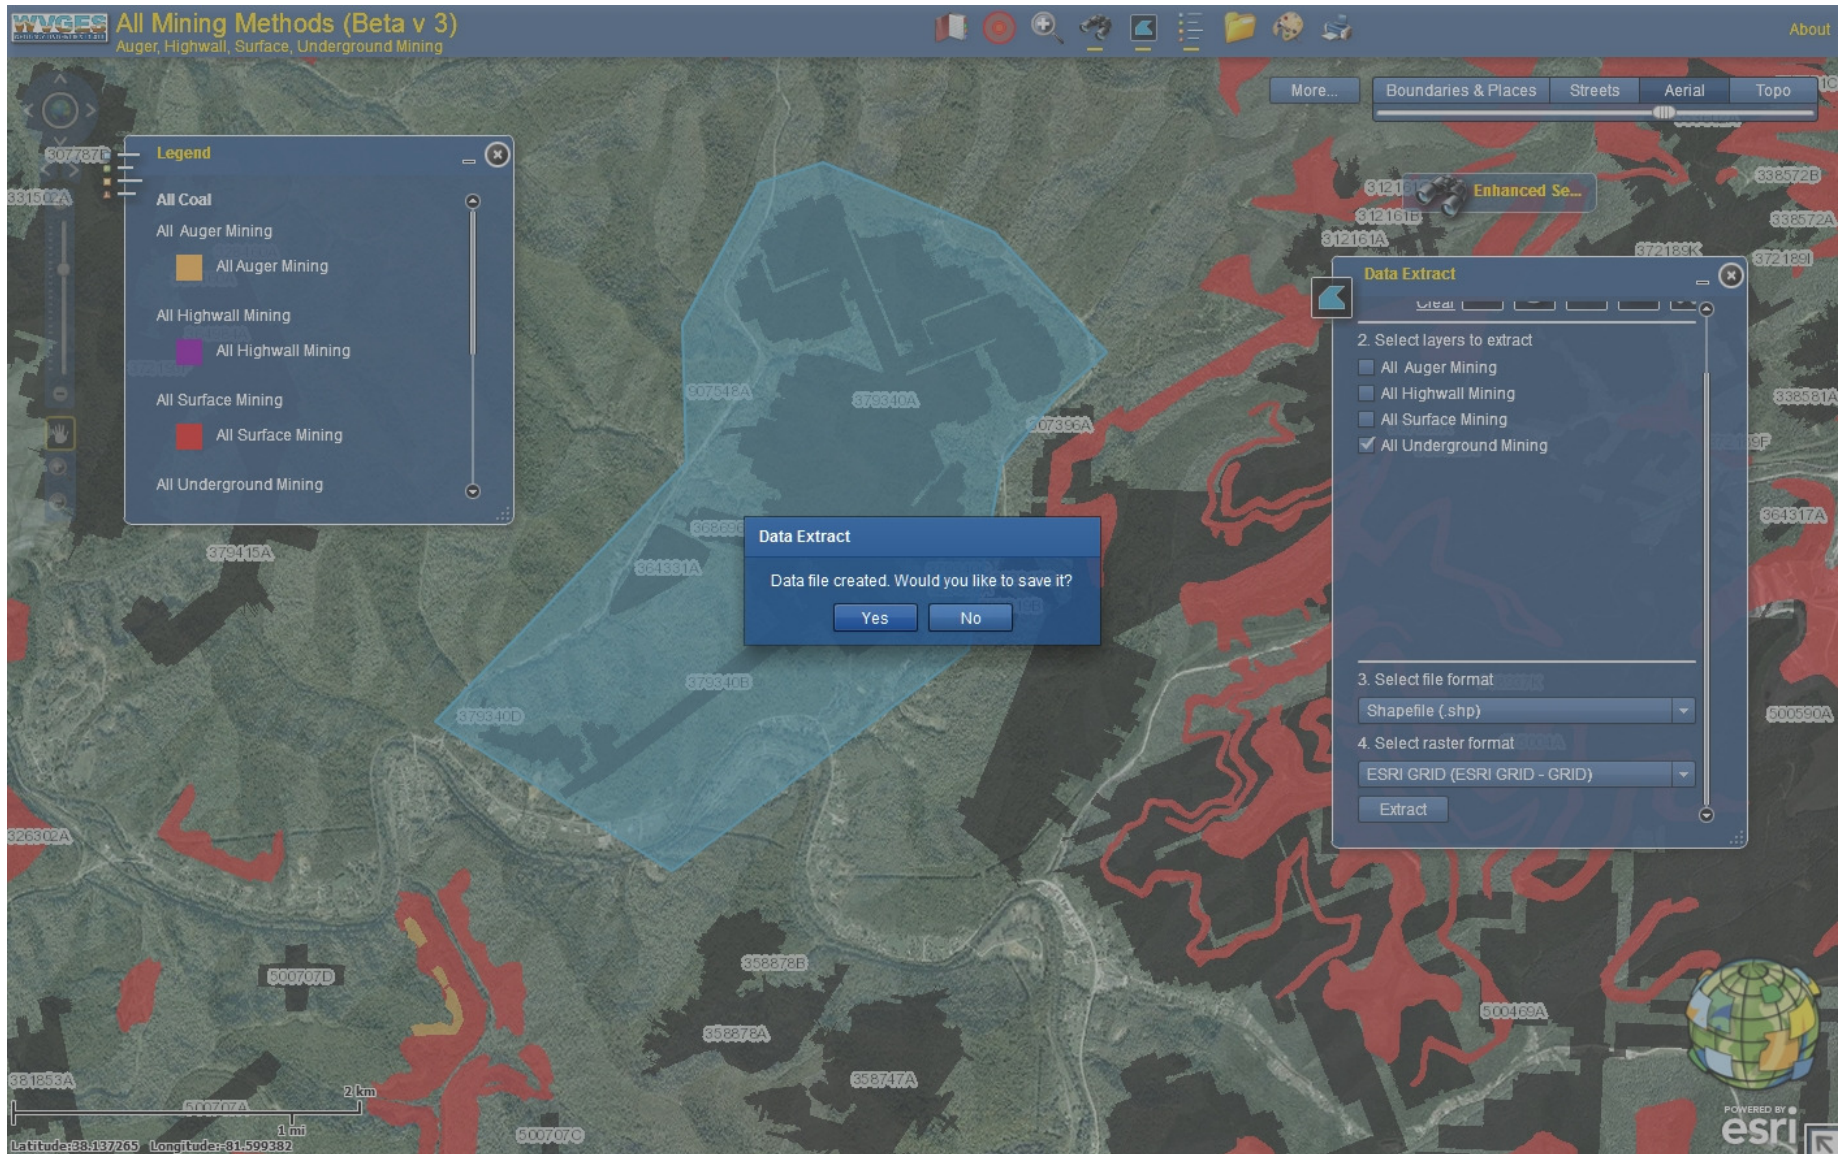 WVGES
All Mining Methods (Beta v 3)
Auger, Highwall, Surface, Underground Mining
About
More...
Boundaries & Places
Streets
Aerial
Topo
307787D
331502A
Legend
All Coal
All Auger Mining
All Auger Mining
All Highwall Mining
All Highwall Mining
All Surface Mining
All Surface Mining
All Underground Mining
Enhanced Se...
312161B
312161A
338572B
338572A
372189K
372189I
Data Extract
Clear
2. Select layers to extract
All Auger Mining
All Highwall Mining
All Surface Mining
All Underground Mining
3. Select file format
Shapefile (.shp)
4. Select raster format
ESRI GRID (ESRI GRID - GRID)
Extract
907518A
379340A
307396A
338581A
364317A
379415A
364331A
Data Extract
Data file created. Would you like to save it?
Yes
No
379340B
379340D
500590A
326302A
358878B
500707D
358878A
500469A
381853A
358747A
500707A
500707C
2 km
1 mi
Latitude:38.137265 Longitude:-81.599382
POWERED BY
esri